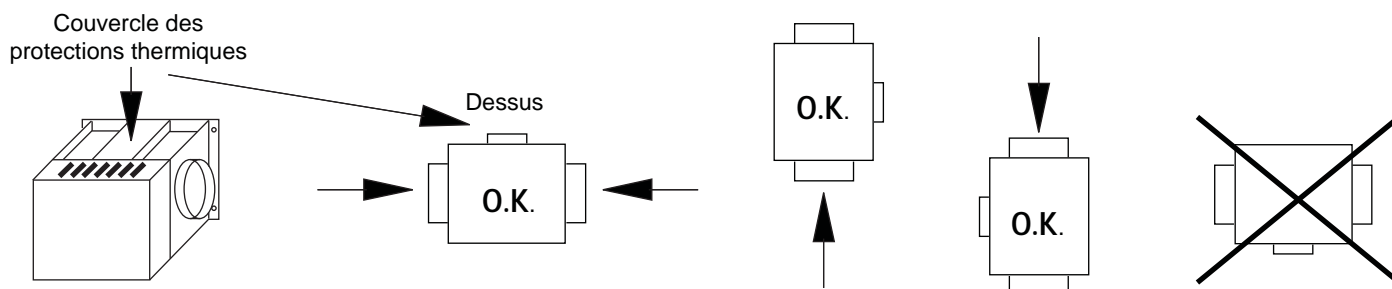 Couvercle des
protections thermiques
Dessus
O.K.
O.K.
O.K.